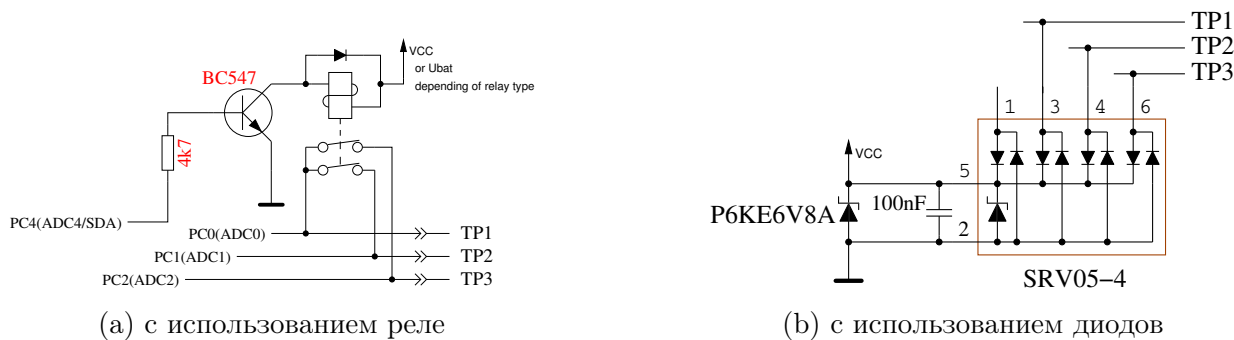 BC547
VCC
or Ubat
depending of relay type
4k7
PC4(ADC4/SDA)
PC0(ADC0)
TP1
PC1(ADC1)
TP2
PC2(ADC2)
TP3
(a) с использованием реле
TP1
TP2
TP3
1
3
4
6
VCC
5
P6KE6V8A
100nF
2
SRV05−4
(b) с использованием диодов